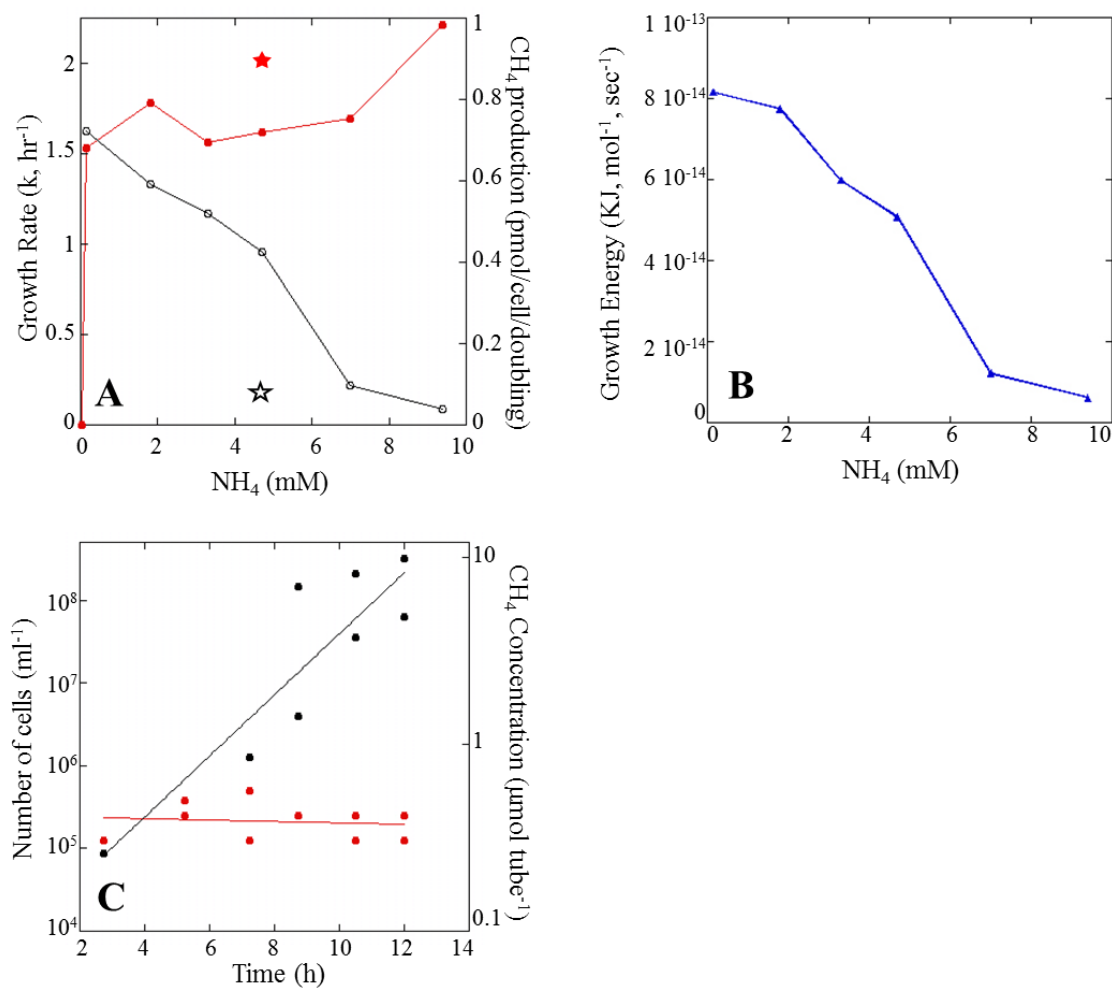 Growth Rate (k, hr⁻¹)
2
1.5
1
0.5
0
A
1
0.8
0.6
0.4
0.2
0
CH₄ production (pmol/cell/doubling)
0 2 4 6 8 10
NH₄ (mM)
Growth Energy (KJ, mol⁻¹, sec⁻¹)
1 10⁻¹³
8 10⁻¹⁴
6 10⁻¹⁴
4 10⁻¹⁴
2 10⁻¹⁴
0
B
0 2 4 6 8 10
NH₄ (mM)
Number of cells (ml⁻¹)
10⁸
10⁷
10⁶
10⁵
10⁴
C
10
1
0.1
CH₄ Concentration (μmol tube⁻¹)
2 4 6 8 10 12 14
Time (h)